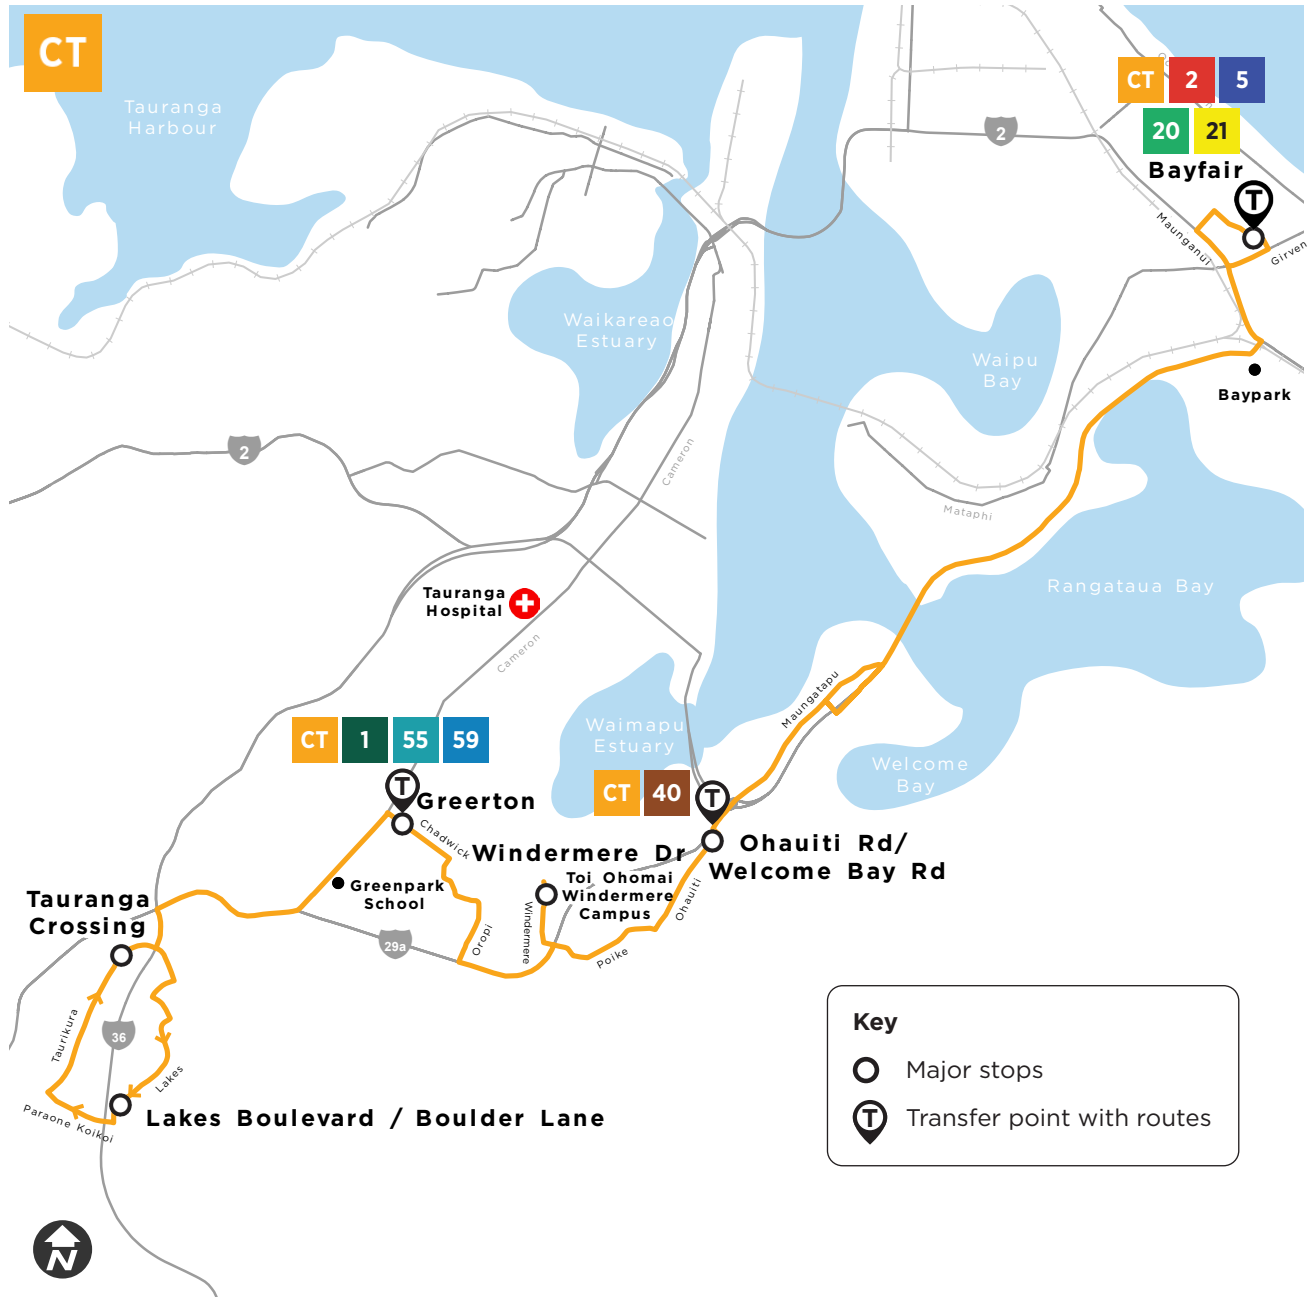 CT
Tauranga
Harbour
2
CT 2 5
20 21
Bayfair
T
Maunganui
Girven
Waikareao
Estuary
Waipu
Bay
Baypark
2
Cameron
Mataphi
Tauranga
Hospital
Rangataua Bay
Cameron
Maungatapu
CT 1 55 59
Waimapu
Estuary
Welcome
Bay
T
Greerton
CT 40
T
Chadwick
Windermere Dr
Ohauiti Rd/
Welcome Bay Rd
Toi Ohomai
Windermere
Campus
Greenpark
School
Ohauiti
Tauranga
Crossing
Windermere
Oropi
29a
Poike
Taurikura
36
Lakes
Paraone Koikoi
Lakes Boulevard / Boulder Lane
Key
Major stops
T
Transfer point with routes
N